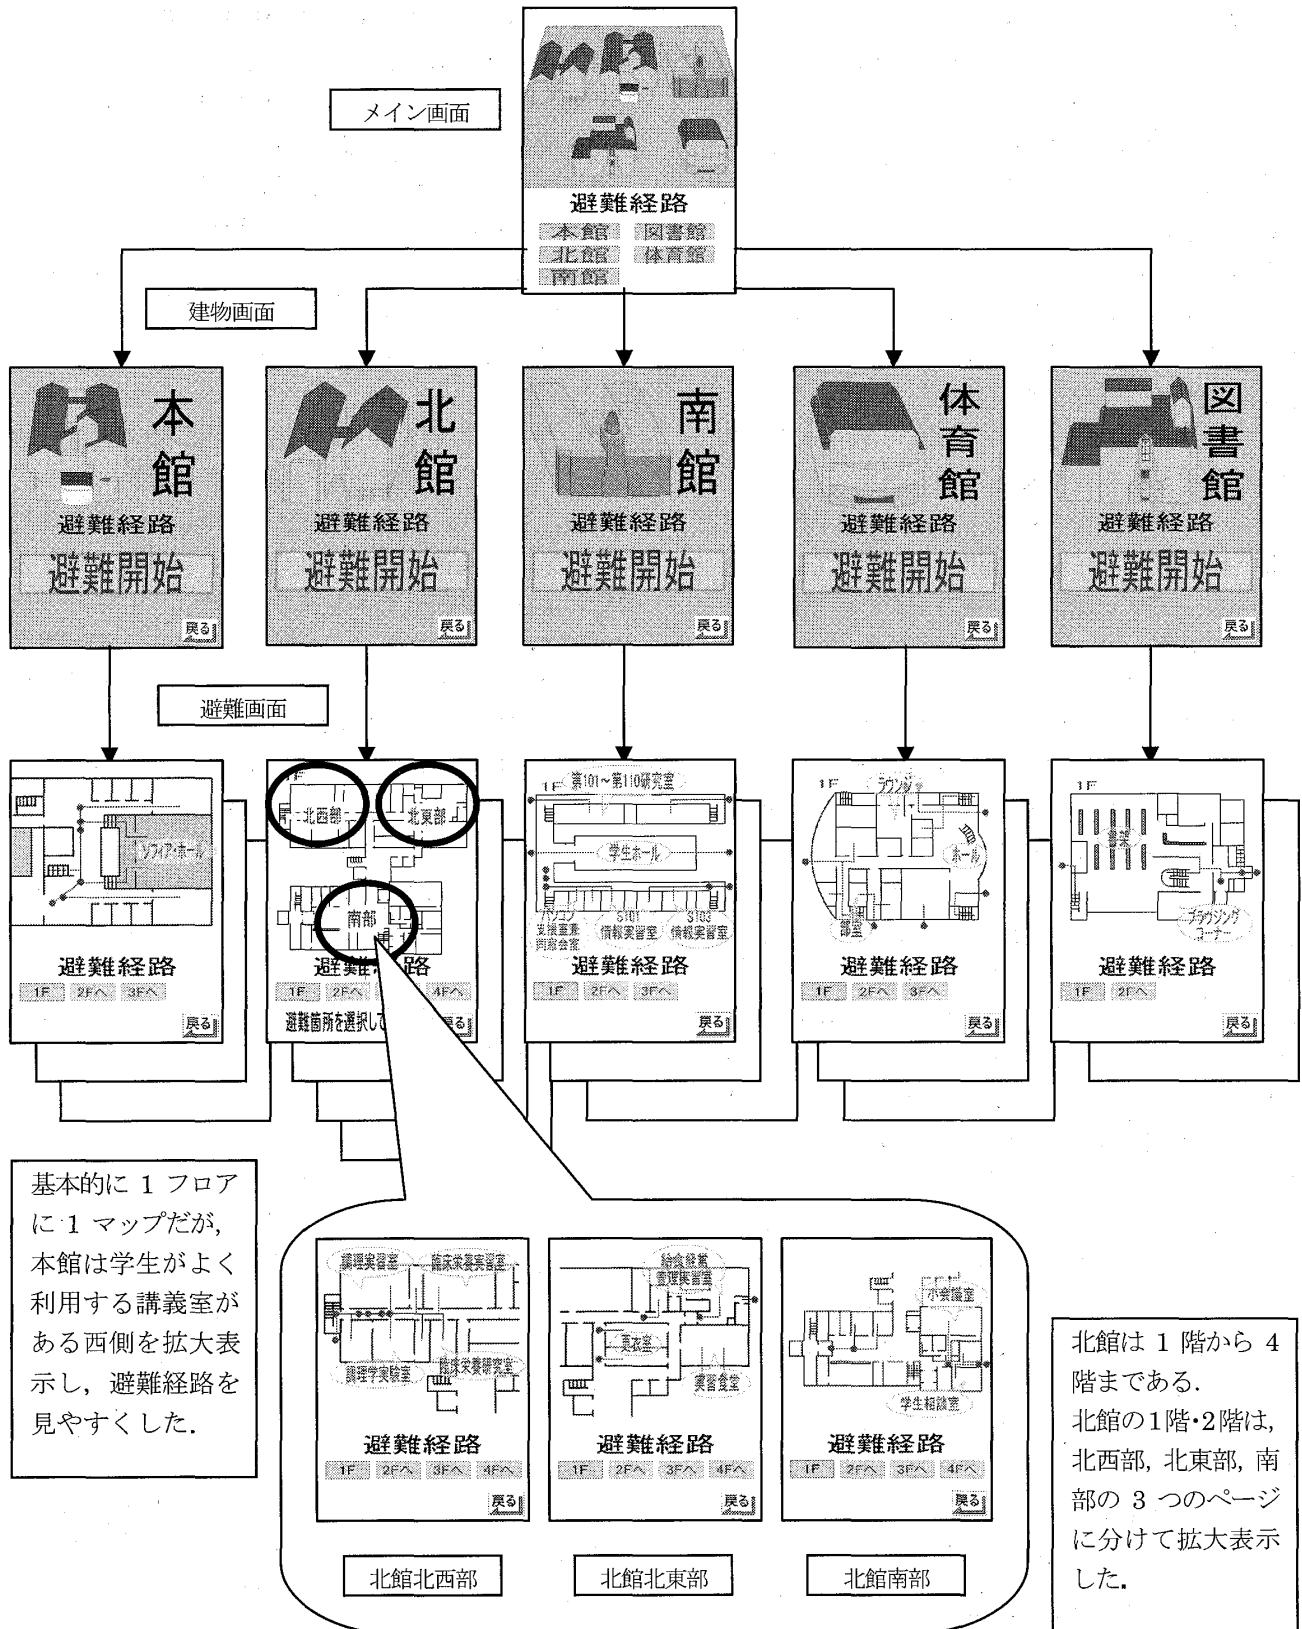 メイン画面
避難経路
本館 図書館
北館 体育館
南館
建物画面
本館
避難経路
避難開始
戻る
北館
避難経路
避難開始
戻る
南館
避難経路
避難開始
戻る
体育館
避難経路
避難開始
戻る
図書館
避難経路
避難開始
戻る
避難画面
ソフィア・ホール
避難経路
1F 2Fへ 3Fへ
戻る
1F
北西部 北東部
南部
避難経路
1F 2Fへ 4Fへ
避難箇所を選択して
戻る
1F 第101〜第110研究室
学生ホール
パソコン
支援室兼
同窓会室
S101
情報実習室
S103
情報実習室
避難経路
1F 2Fへ 3Fへ
戻る
1F ラウンジ
ホール
部室
避難経路
1F 2Fへ 3Fへ
戻る
1F
書架
ブラウジング
コーナー
避難経路
1F 2Fへ
戻る
基本的に 1 フロア
に 1 マップだが,
本館は学生がよく
利用する講義室が
ある西側を拡大表
示し, 避難経路を
見やすくした.
調理実習室 臨床栄養実習室
調理学実験室 臨床栄養研究室
避難経路
1F 2Fへ 3Fへ 4Fへ
戻る
北館北西部
給食経営
管理実習室
更衣室
実習食堂
避難経路
1F 2Fへ 3Fへ 4Fへ
戻る
北館北東部
小会議室
学生相談室
避難経路
1F 2Fへ 3Fへ 4Fへ
戻る
北館南部
北館は 1 階から 4
階まである.
北館の1階・2階は,
北西部, 北東部, 南
部の 3 つのページ
に分けて拡大表示
した.